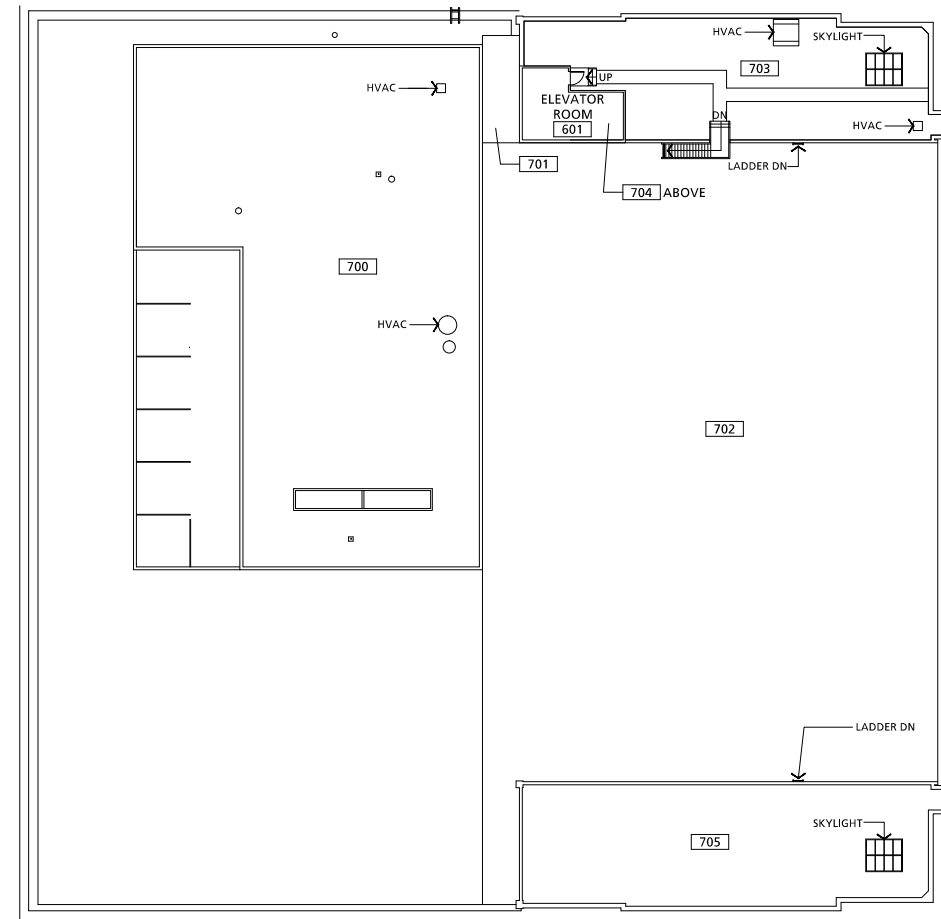 HVAC
SKYLIGHT
703
HVAC
UP
ELEVATOR
ROOM
601
DN
HVAC
701
LADDER DN
704 ABOVE
700
HVAC
702
LADDER DN
SKYLIGHT
705